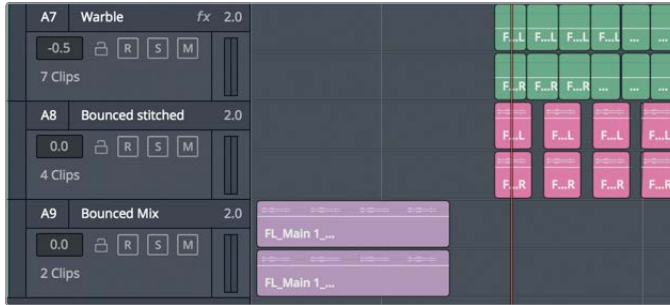 A7 Warble fx 2.0
-0.5 R S M
7 Clips
F...L F...L F...L F...L ... ...
F...R F...R F...R ... ... ...
A8 Bounced stitched 2.0
0.0 R S M
4 Clips
F...L F...L F...L F...L
F...R F...R F...R F...R
A9 Bounced Mix 2.0
0.0 R S M
2 Clips
FL_Main 1_...
FL_Main 1_...